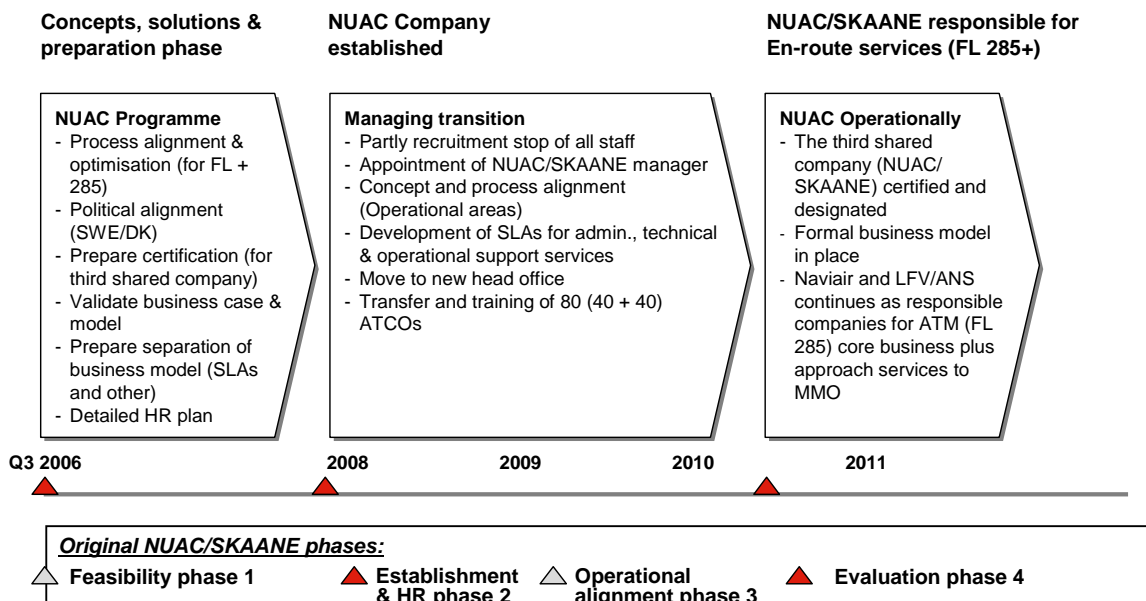 Concepts, solutions &
preparation phase
NUAC Company
established
NUAC/SKAANE responsible for
En-route services (FL 285+)
NUAC Programme
- Process alignment &
optimisation (for FL +
285)
- Political alignment
(SWE/DK)
- Prepare certification (for
third shared company)
- Validate business case &
model
- Prepare separation of
business model (SLAs
and other)
- Detailed HR plan
Managing transition
- Partly recruitment stop of all staff
- Appointment of NUAC/SKAANE manager
- Concept and process alignment
(Operational areas)
- Development of SLAs for admin., technical
& operational support services
- Move to new head office
- Transfer and training of 80 (40 + 40)
ATCOs
NUAC Operationally
- The third shared
company (NUAC/
SKAANE) certified and
designated
- Formal business model
in place
- Naviair and LFV/ANS
continues as responsible
companies for ATM (FL
285) core business plus
approach services to
MMO
Q3 2006 2008 2009 2010 2011
Original NUAC/SKAANE phases:
Feasibility phase 1
Establishment
& HR phase 2
Operational
alignment phase 3
Evaluation phase 4